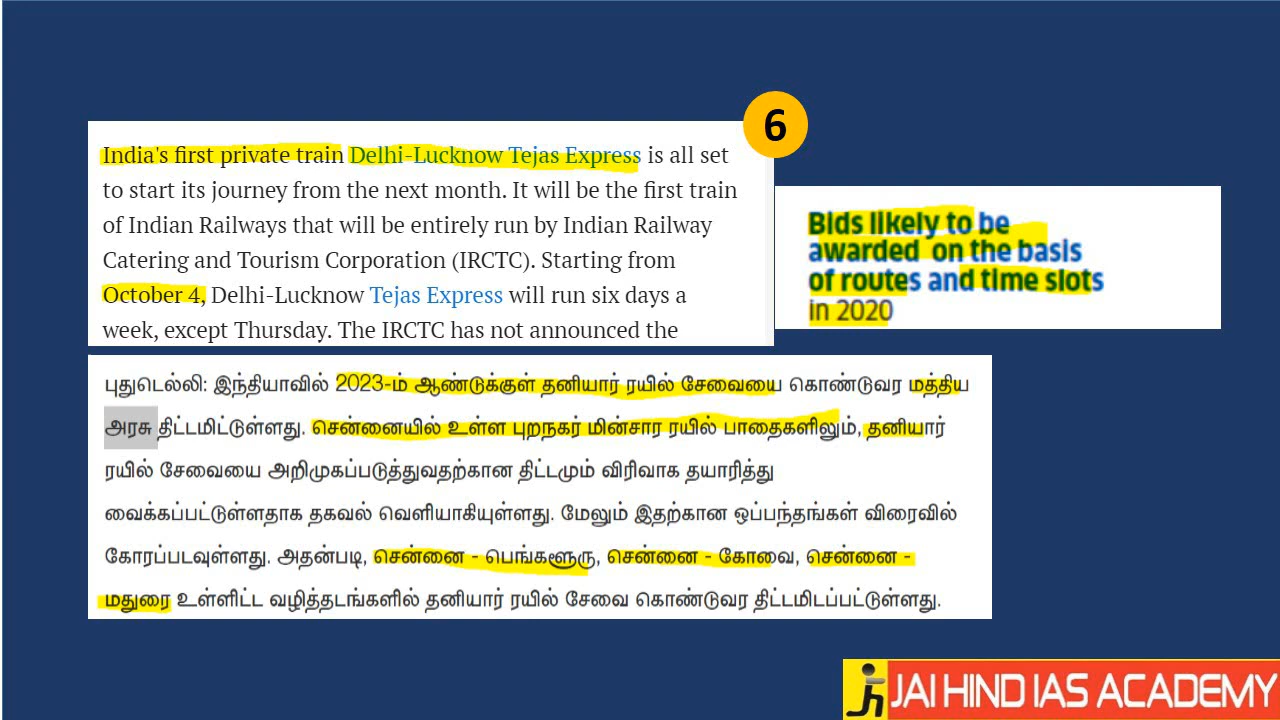 6
India's first private train Delhi-Lucknow Tejas Express is all set
to start its journey from the next month. It will be the first train
of Indian Railways that will be entirely run by Indian Railway
Catering and Tourism Corporation (IRCTC). Starting from
October 4, Delhi-Lucknow Tejas Express will run six days a
week, except Thursday. The IRCTC has not announced the
Bids likely to be
awarded on the basis
of routes and time slots
in 2020
புதுடெல்லி: இந்தியாவில் 2023-ம் ஆண்டுக்குள் தனியார் ரயில் சேவையை கொண்டுவர மத்திய
அரசு திட்டமிட்டுள்ளது. சென்னையில் உள்ள புறநகர் மின்சார ரயில் பாதைகளிலும், தனியார்
ரயில் சேவையை அறிமுகப்படுத்துவதற்கான திட்டமும் விரிவாக தயாரித்து
வைக்கப்பட்டுள்ளதாக தகவல் வெளியாகியுள்ளது. மேலும் இதற்கான ஒப்பந்தங்கள் விரைவில்
கோரப்படவுள்ளது. அதன்படி, சென்னை - பெங்களூரு, சென்னை - கோவை, சென்னை -
மதுரை உள்ளிட்ட வழித்தடங்களில் தனியார் ரயில் சேவை கொண்டுவர திட்டமிடப்பட்டுள்ளது.
JAI HIND IAS ACADEMY